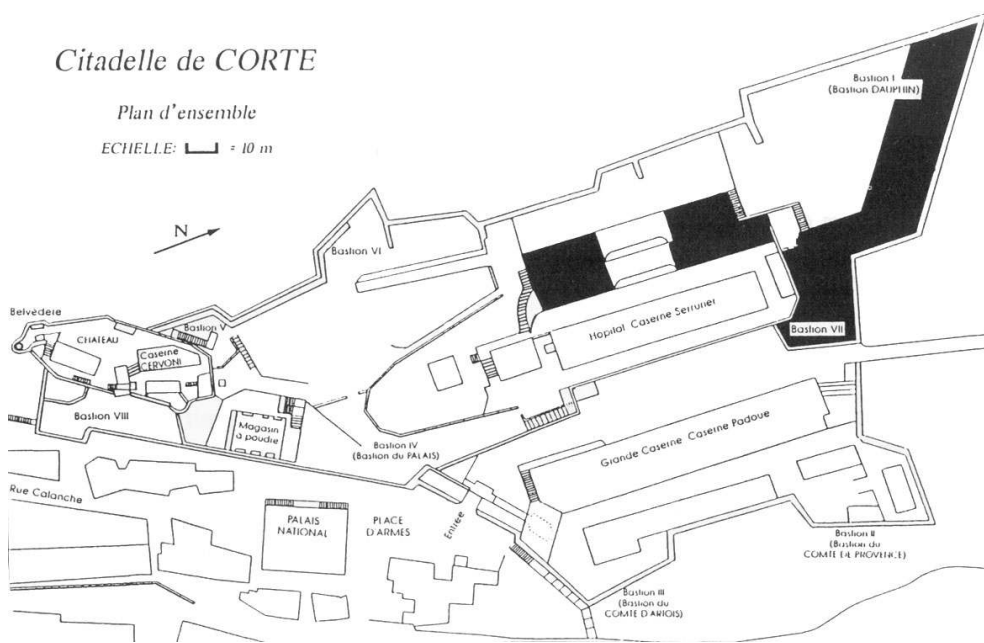 Citadelle de CORTE
Plan d'ensemble
ECHELLE: = 10 m
N
Bastion I
(Bastion DAUPHIN)
Bastion VI
Belvédère
Bastion V
CHATEAU
Caserne
CERVONI
Hopital Caserne Serrurier
Bastion VII
Bastion VIII
Magasin
à poudre
Bastion IV
(Bastion du PALAIS)
Grande Caserne Caserne Padoue
Rue Calanche
PALAIS
NATIONAL
PLACE
D'ARMES
Entrée
Bastion II
(Bastion du
COMTE DE PROVENCE)
Bastion III
(Bastion du
COMTE D'ARTOIS)